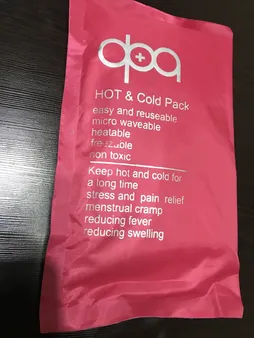 dpa
HOT & Cold Pack
easy and reuseable
micro waveable
heatable
freezable
non toxic
Keep hot and cold for
a long time
stress and pain relief
menstrual cramp
reducing fever
reducing swelling